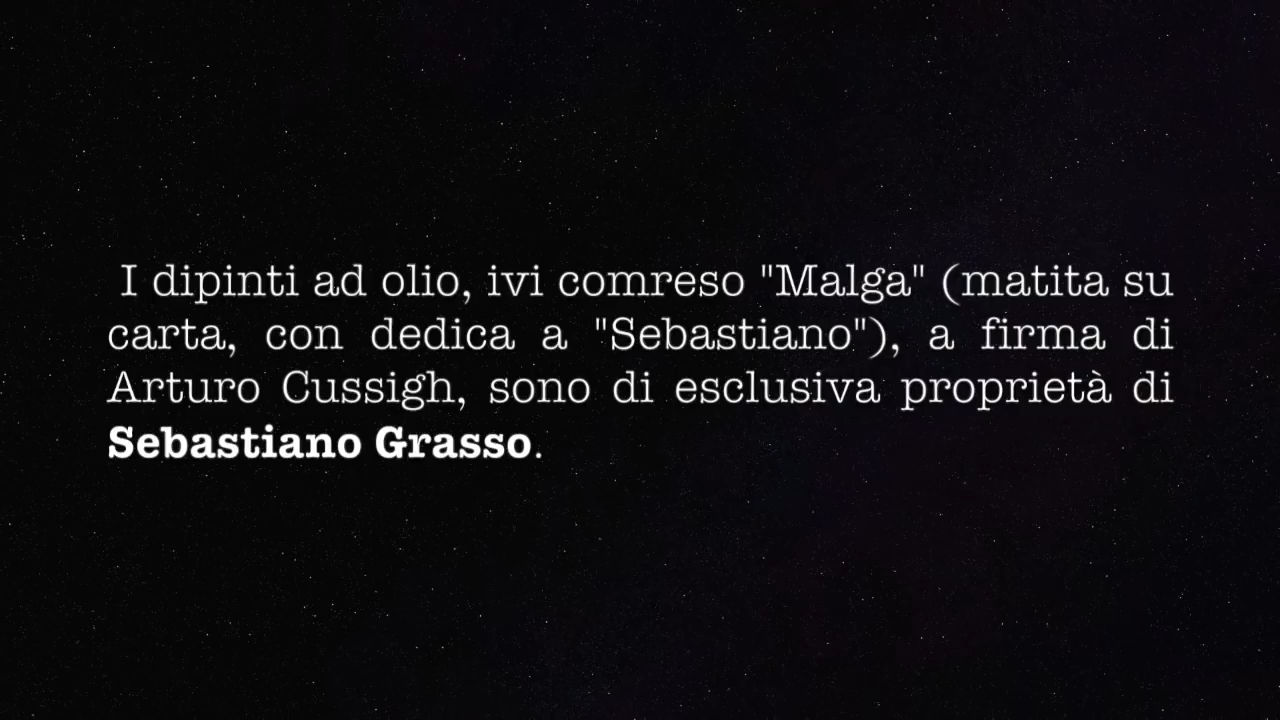 I dipinti ad olio, ivi comreso "Malga" (matita su
carta, con dedica a "Sebastiano"), a firma di
Arturo Cussigh, sono di esclusiva proprietà di
Sebastiano Grasso.